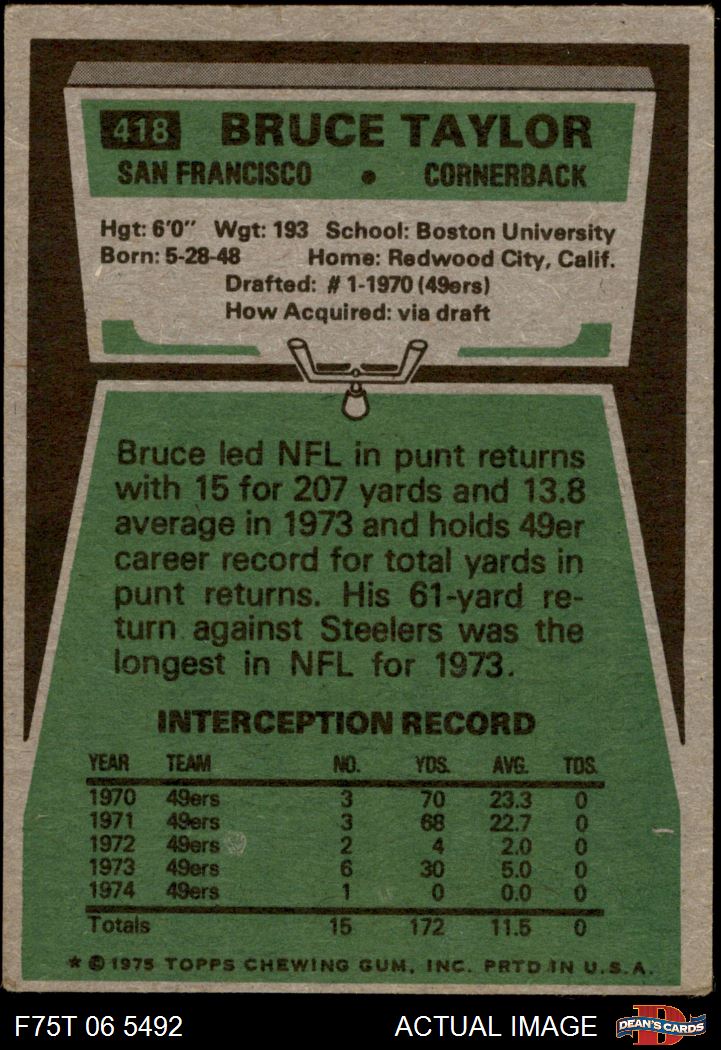 418 BRUCE TAYLOR
SAN FRANCISCO • CORNERBACK
Hgt: 6'0" Wgt: 193 School: Boston University
Born: 5-28-48 Home: Redwood City, Calif.
Drafted: #1-1970 (49ers)
How Acquired: via draft
Bruce led NFL in punt returns
with 15 for 207 yards and 13.8
average in 1973 and holds 49er
career record for total yards in
punt returns. His 61-yard re-
turn against Steelers was the
longest in NFL for 1973.
INTERCEPTION RECORD
YEAR TEAM NO. YDS. AVG. TDS.
1970 49ers 3 70 23.3 0
1971 49ers 3 68 22.7 0
1972 49ers 2 4 2.0 0
1973 49ers 6 30 5.0 0
1974 49ers 1 0 0.0 0
Totals 15 172 11.5 0
* © 1975 TOPPS CHEWING GUM, INC. PRTD IN U.S.A.
F75T 06 5492 ACTUAL IMAGE D DEAN'S CARDS